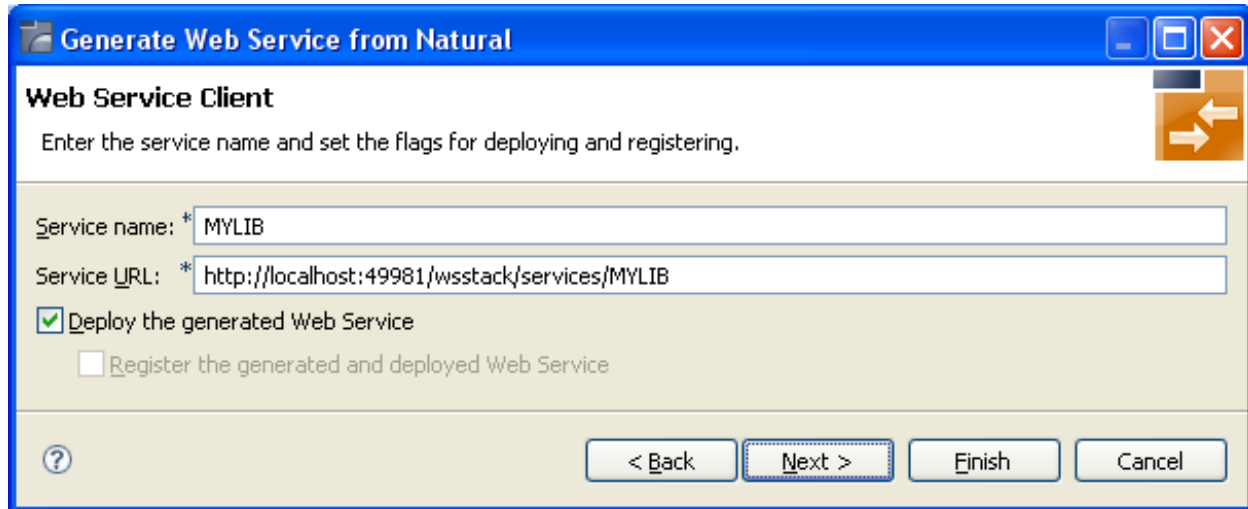 Generate Web Service from Natural
Web Service Client
Enter the service name and set the flags for deploying and registering.
Service name: * MYLIB
Service URL: * http://localhost:49981/wsstack/services/MYLIB
Deploy the generated Web Service
Register the generated and deployed Web Service
? < Back Next > Finish Cancel